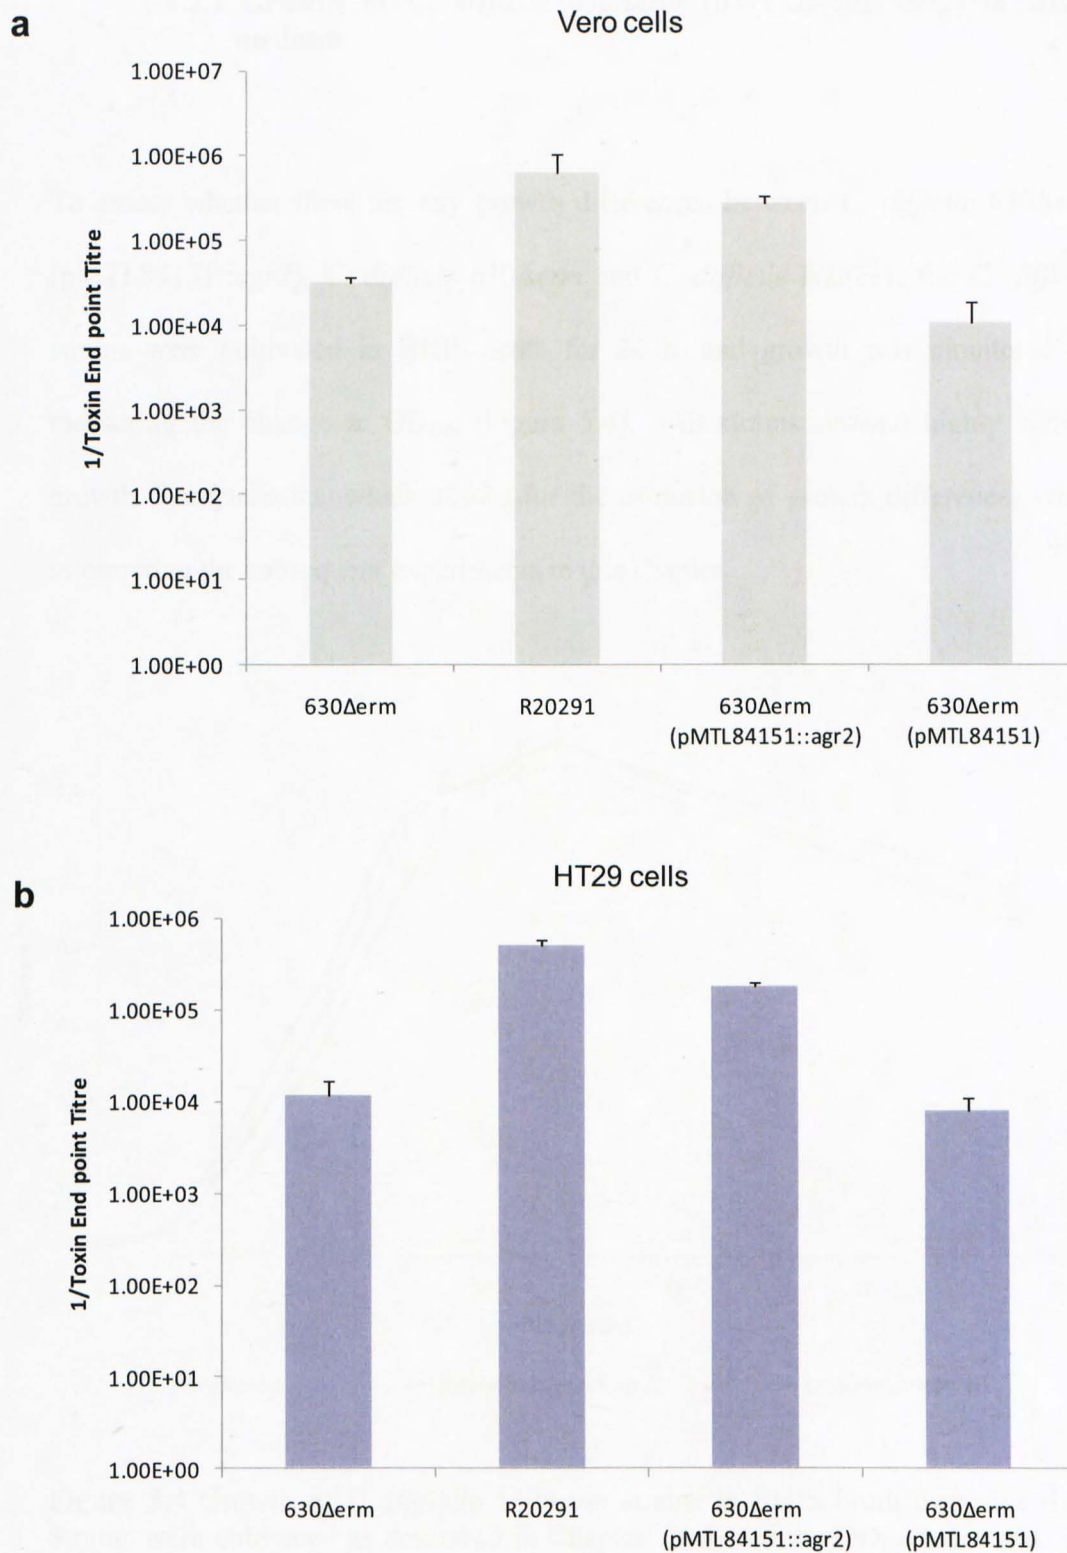 a
Vero cells
1.00E+07
1.00E+06
1.00E+05
1.00E+04
1.00E+03
1.00E+02
1.00E+01
1.00E+00
1/Toxin End point Titre
630Δerm
R20291
630Δerm
(pMTL84151::agr2)
630Δerm
(pMTL84151)
b
HT29 cells
1.00E+06
1.00E+05
1.00E+04
1.00E+03
1.00E+02
1.00E+01
1.00E+00
1/Toxin End point Titre
630Δerm
R20291
630Δerm
(pMTL84151::agr2)
630Δerm
(pMTL84151)